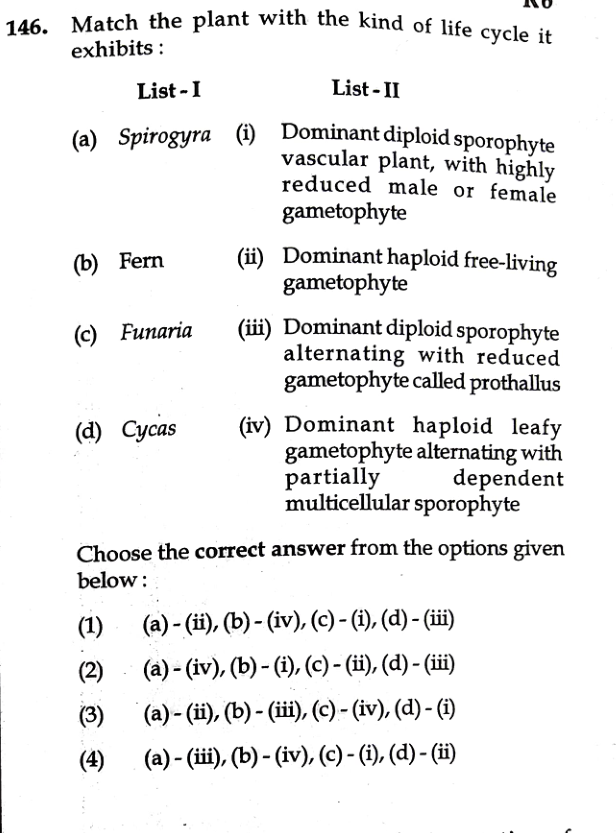 146. Match the plant with the kind of life cycle it
exhibits :
List - I List - II
(a) Spirogyra (i) Dominant diploid sporophyte
vascular plant, with highly
reduced male or female
gametophyte
(b) Fern (ii) Dominant haploid free-living
gametophyte
(c) Funaria (iii) Dominant diploid sporophyte
alternating with reduced
gametophyte called prothallus
(d) Cycas (iv) Dominant haploid leafy
gametophyte alternating with
partially dependent
multicellular sporophyte
Choose the correct answer from the options given
below :
(1) (a) - (ii), (b) - (iv), (c) - (i), (d) - (iii)
(2) (a) - (iv), (b) - (i), (c) - (ii), (d) - (iii)
(3) (a) - (ii), (b) - (iii), (c) - (iv), (d) - (i)
(4) (a) - (iii), (b) - (iv), (c) - (i), (d) - (ii)